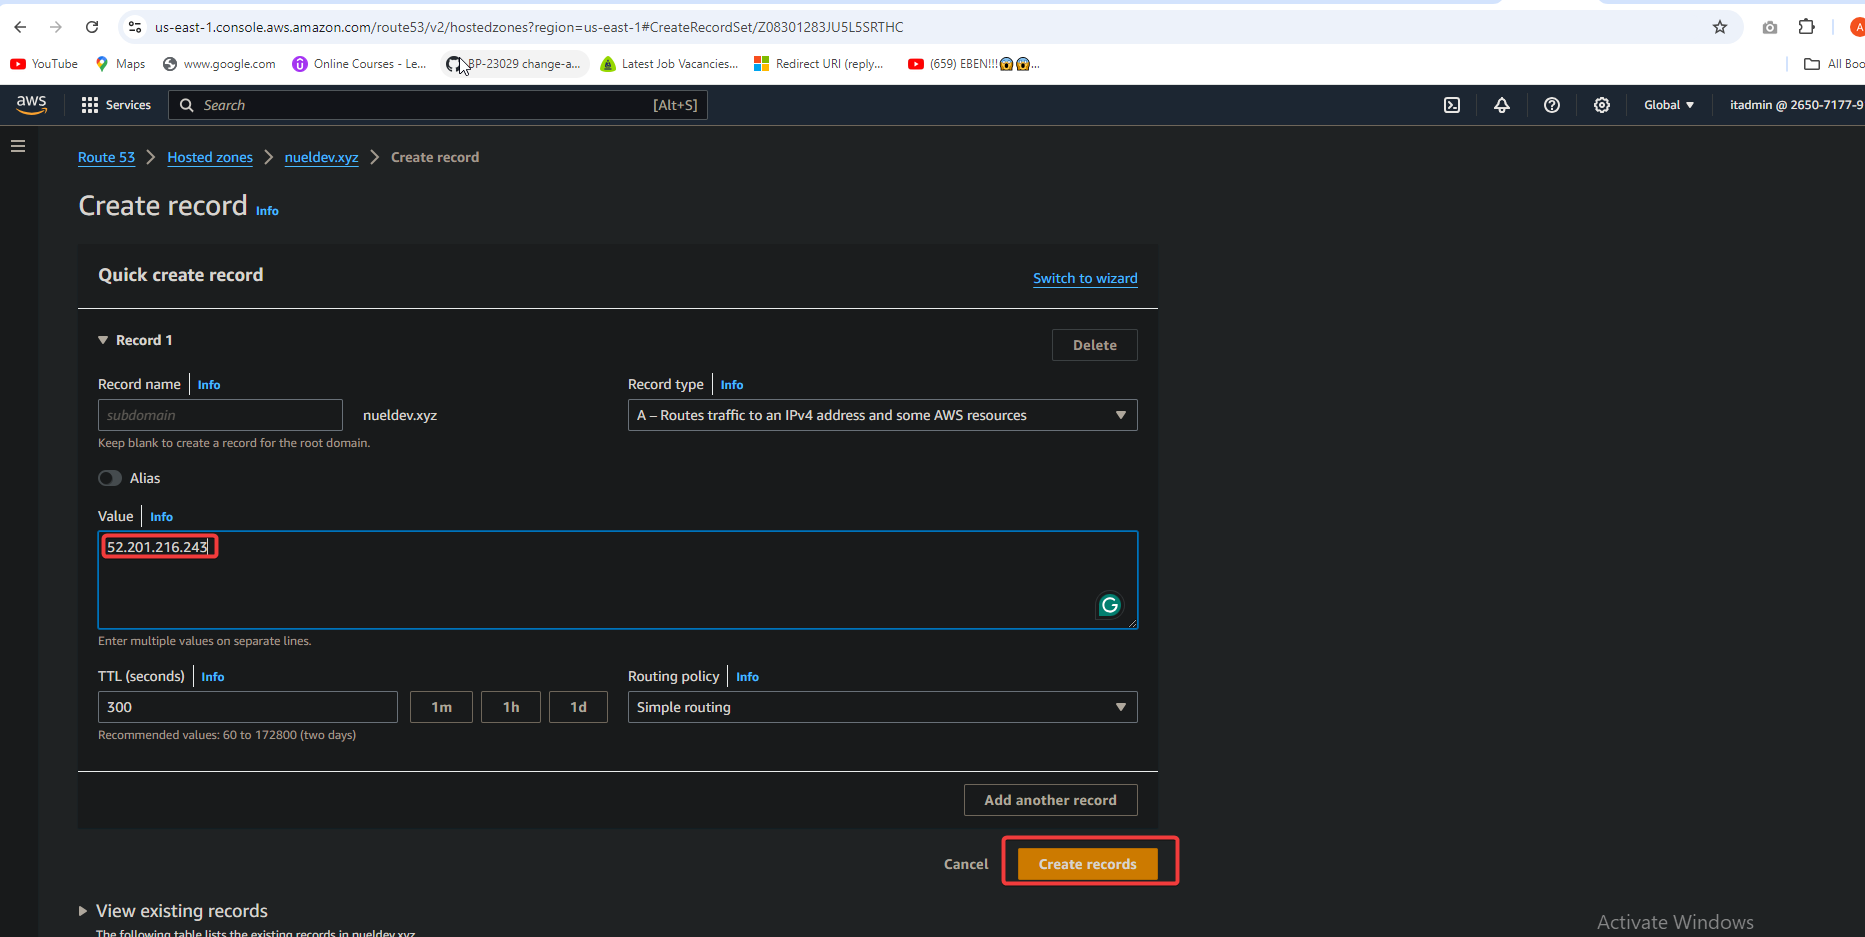 us-east-1.console.aws.amazon.com/route53/v2/hostedzones?region=us-east-1#CreateRecordSet/Z08301283JU5L5SRTHC
A
YouTube Maps www.google.com Online Courses - Le... BP-23029 change-a... Latest Job Vacancies... Redirect URI (reply... (659) EBEN!!!😱😱... All Boo
aws Services Search [Alt+S] Global itadmin @ 2650-7177-9
Route 53 Hosted zones nueldev.xyz Create record
Create record Info
Quick create record Switch to wizard
Record 1 Delete
Record name Info Record type Info
subdomain nueldev.xyz A – Routes traffic to an IPv4 address and some AWS resources
Keep blank to create a record for the root domain.
Alias
Value Info
52.201.216.243
Enter multiple values on separate lines.
TTL (seconds) Info Routing policy Info
300 1m 1h 1d Simple routing
Recommended values: 60 to 172800 (two days)
Add another record
Cancel Create records
View existing records
The following table lists the existing records in nueldev.xyz.
Activate Windows